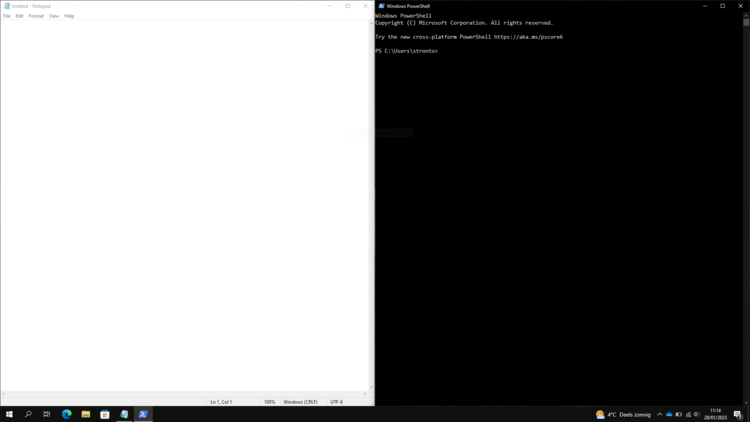 Untitled - Notepad
File Edit Format View Help
Ln 1, Col 1 100% Windows (CRLF) UTF-8
Windows PowerShell
Windows PowerShell
Copyright (C) Microsoft Corporation. All rights reserved.
Try the new cross-platform PowerShell https://aka.ms/pscore6
PS C:\Users\stronto>
4°C Deels zonnig
11:14
28/01/2023